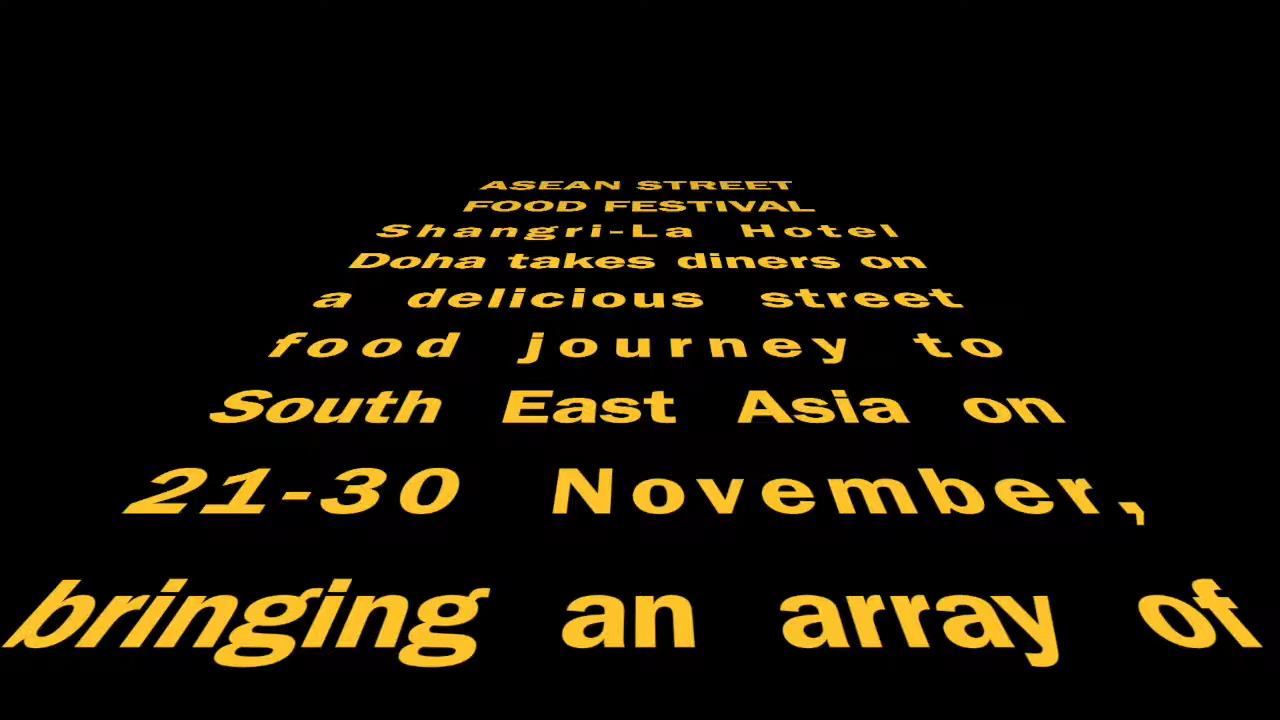 ASEAN STREET
FOOD FESTIVAL
Shangri-La Hotel
Doha takes diners on
a delicious street
food journey to
South East Asia on
21-30 November,
bringing an array of